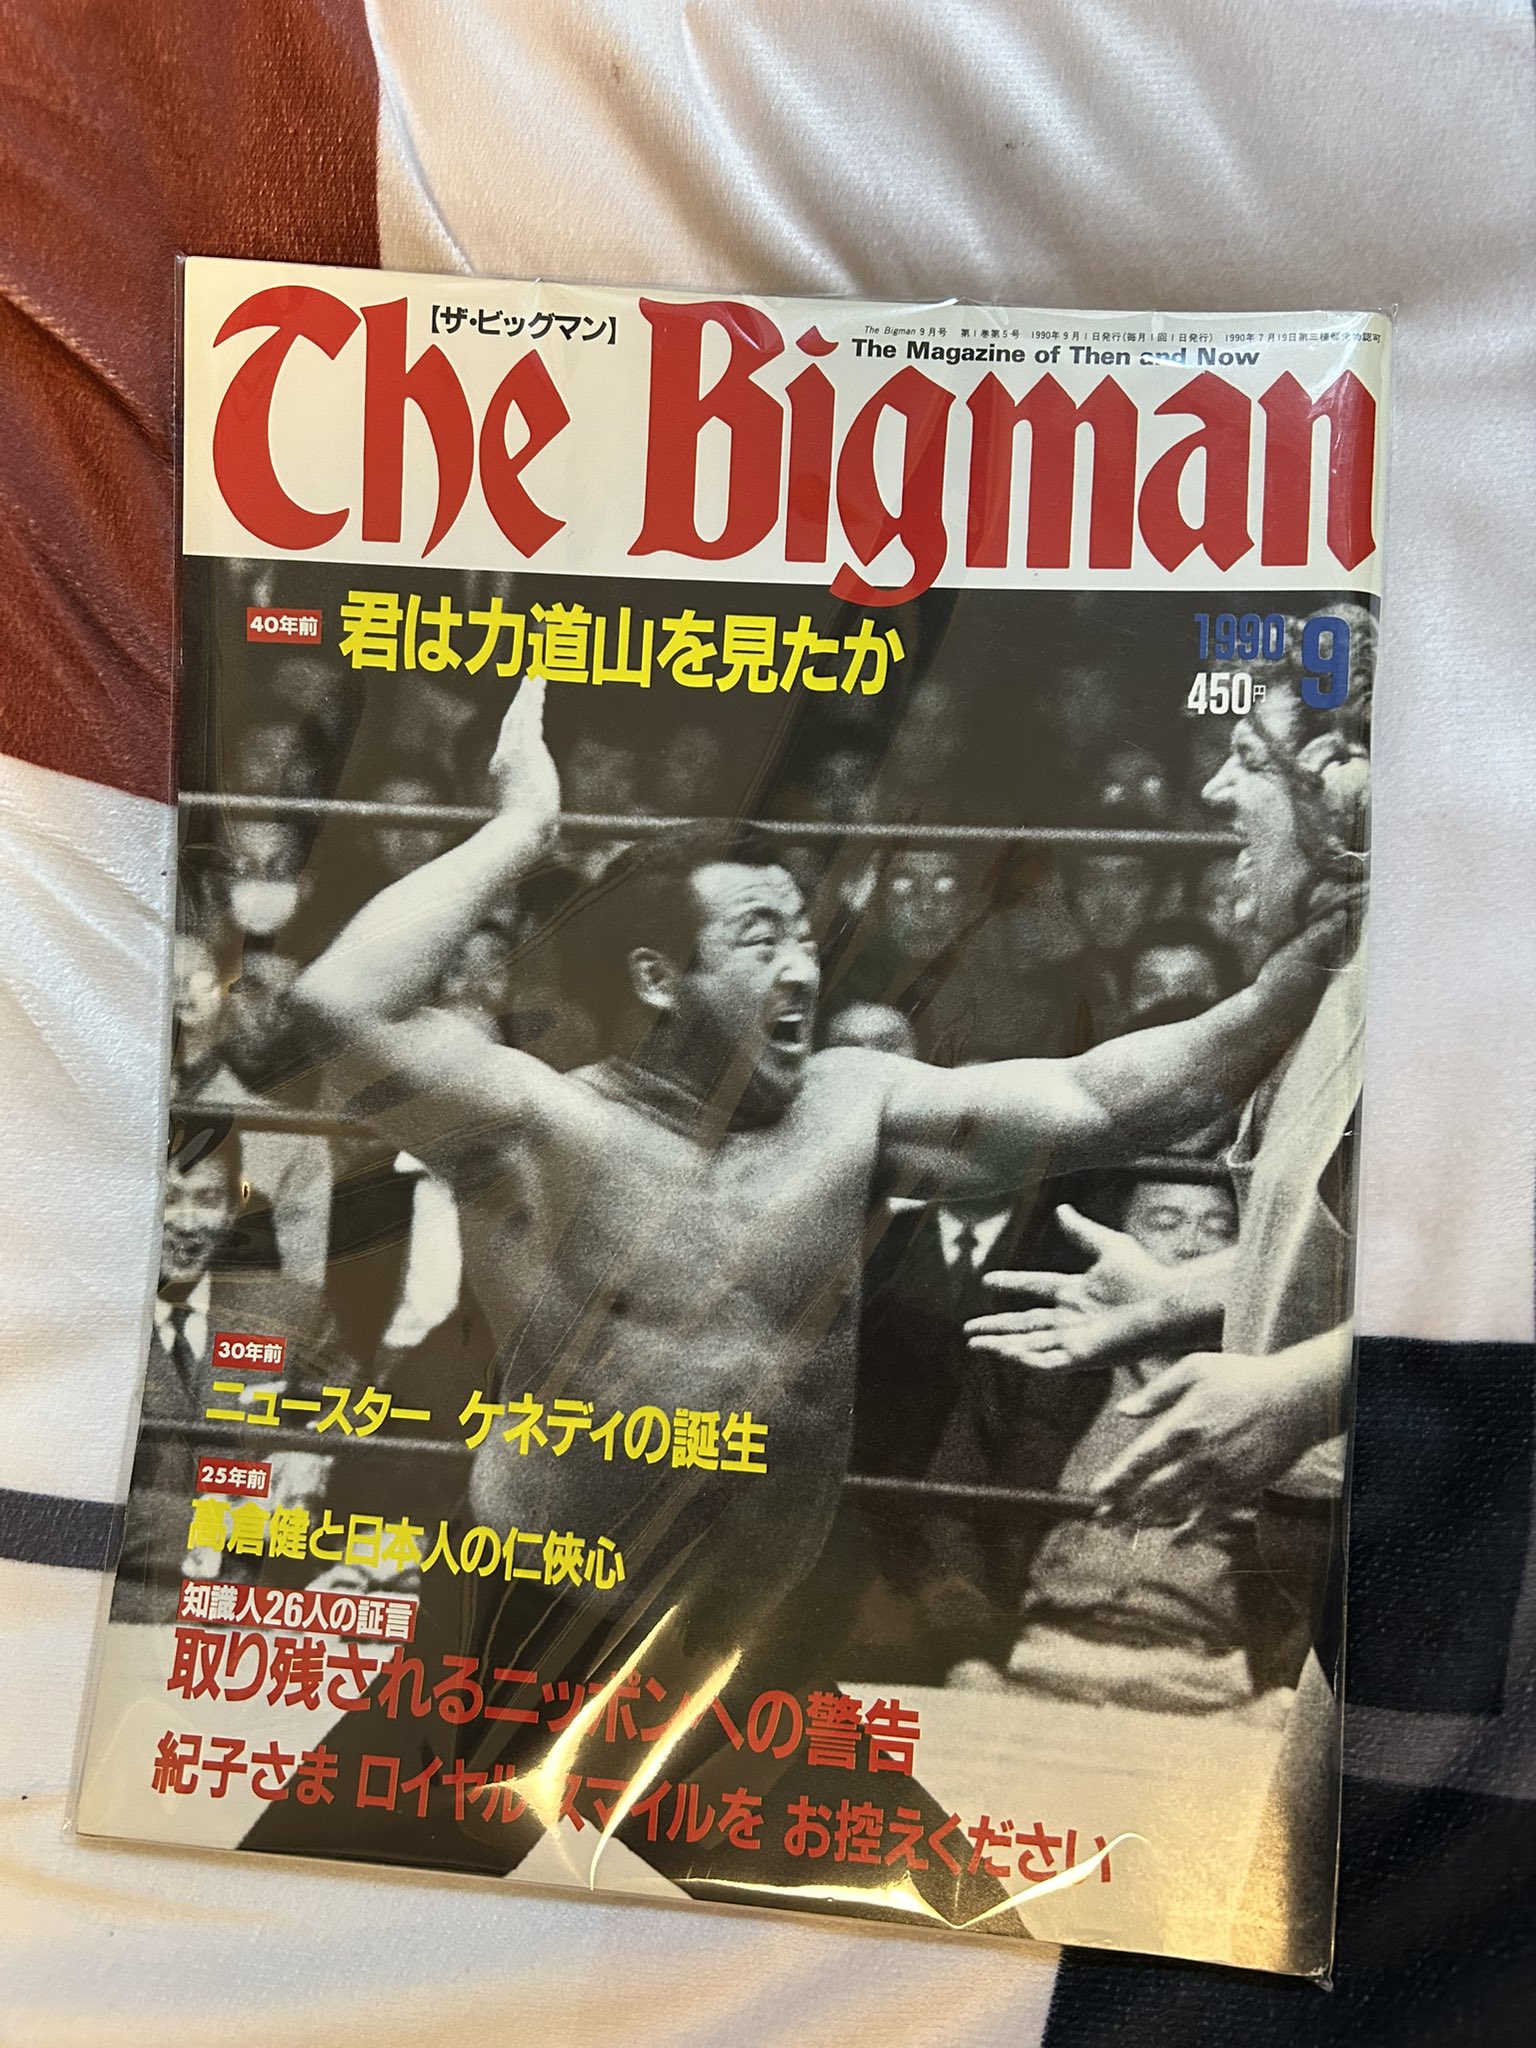 【ザ・ビッグマン】
The Bigman 9月号 第1巻第5号 1990年9月1日発行(毎月1回1日発行) 1990年7月19日第三種郵便物認可
The Magazine of Then and Now
The Bigman
40年前 君は力道山を見たか
1990 9
450円
30年前
ニュースター ケネディの誕生
25年前
高倉健と日本人の仁侠心
知識人26人の証言
取り残されるニッポンへの警告
紀子さま ロイヤル スマイルを お控えください